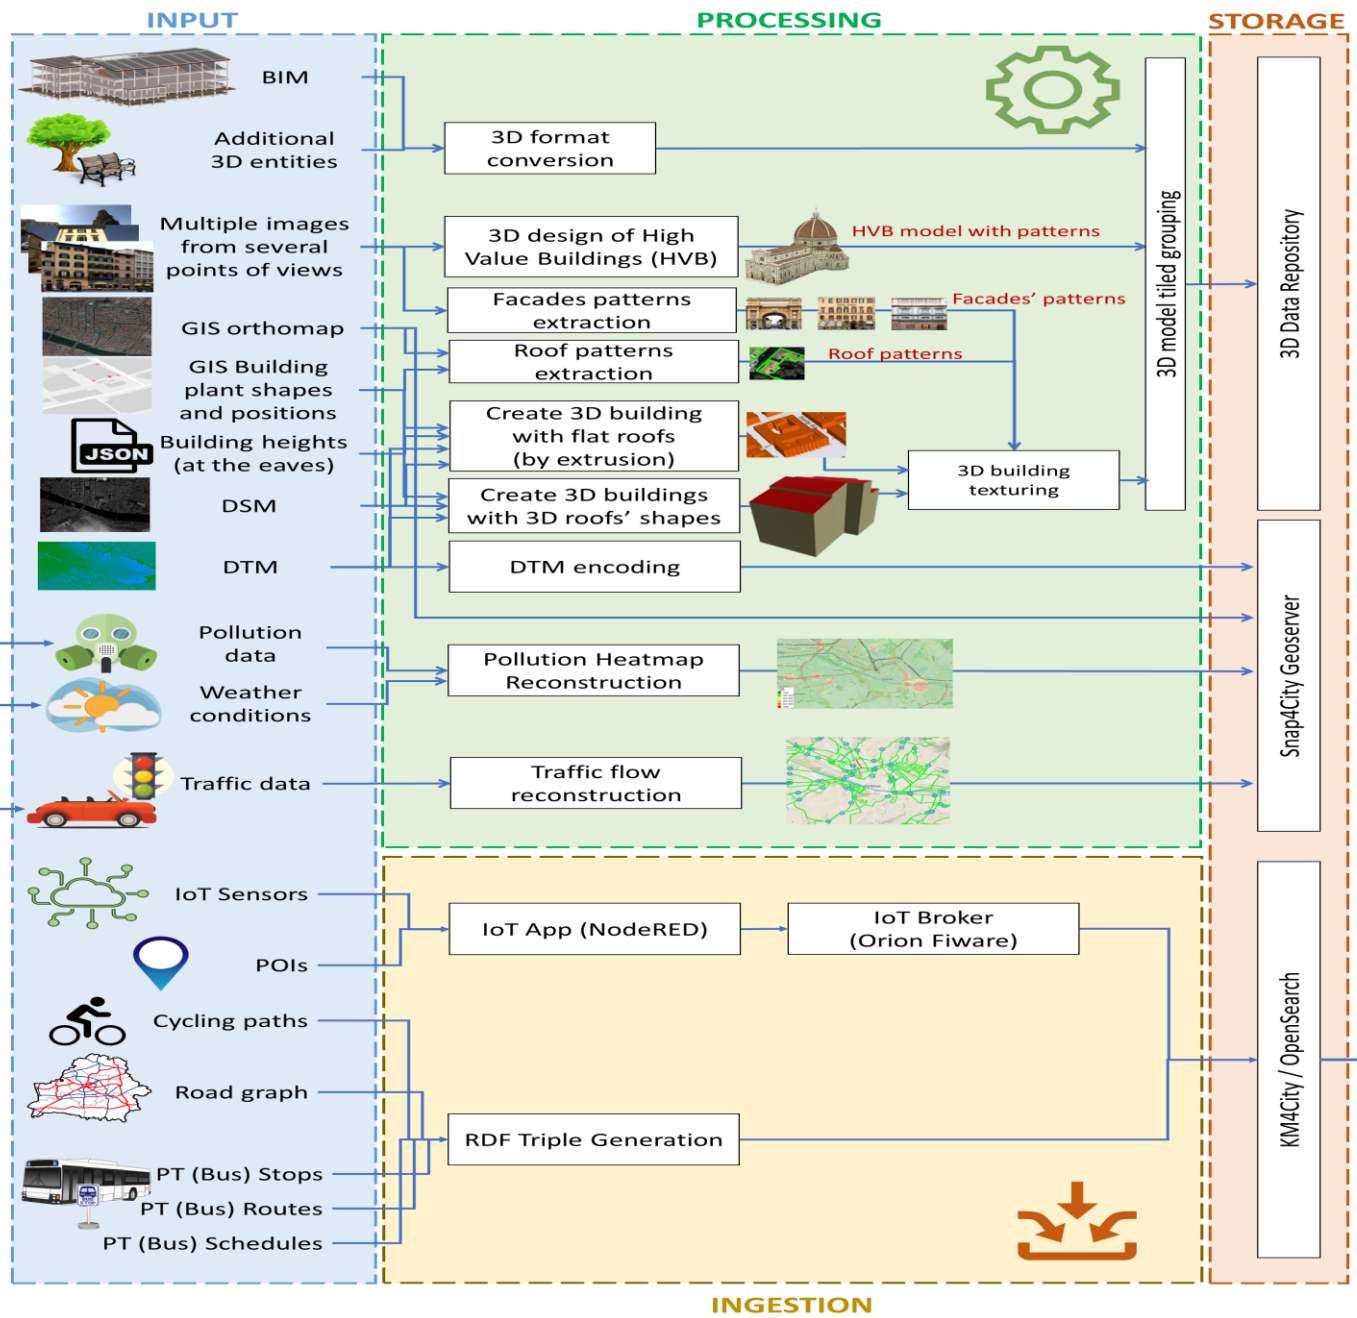 INPUT
PROCESSING
STORAGE
BIM
Additional
3D entities
Multiple images
from several
points of views
GIS orthomap
GIS Building
plant shapes
and positions
JSON
Building heights
(at the eaves)
DSM
DTM
Pollution
data
Weather
conditions
Traffic data
IoT Sensors
POIs
Cycling paths
Road graph
BUS
STOP
PT (Bus) Stops
PT (Bus) Routes
PT (Bus) Schedules
3D format
conversion
3D design of High
Value Buildings (HVB)
HVB model with patterns
Facades patterns
extraction
Facades’ patterns
Roof patterns
extraction
Roof patterns
Create 3D building
with flat roofs
(by extrusion)
Create 3D buildings
with 3D roofs’ shapes
3D building
texturing
DTM encoding
Pollution Heatmap
Reconstruction
Traffic flow
reconstruction
3D model tiled grouping
IoT App (NodeRED)
IoT Broker
(Orion Fiware)
RDF Triple Generation
3D Data Repository
Snap4City Geoserver
KM4City / OpenSearch
INGESTION